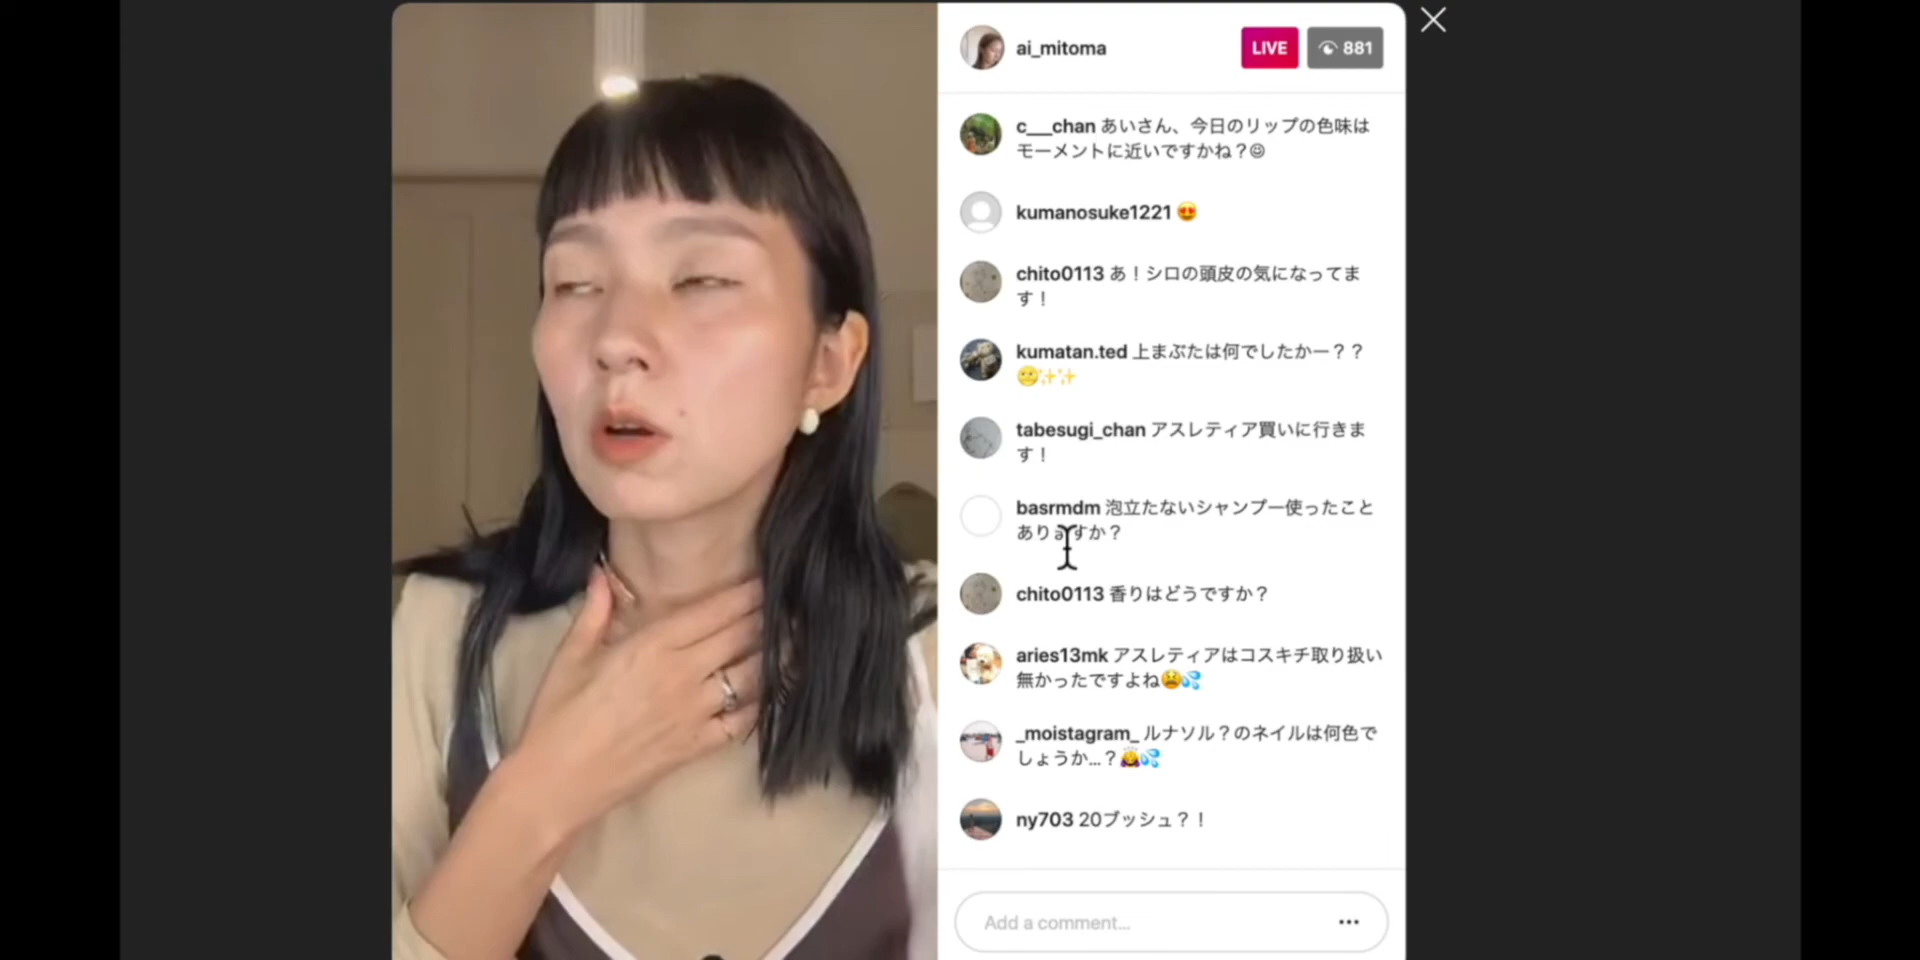 ai_mitoma
LIVE
881
c___chan あいさん、今日のリップの色味は
モーメントに近いですかね？☺
kumanosuke1221 😍
chito0113 あ！シロの頭皮の気になってま
す！
kumatan.ted 上まぶたは何でしたかー？？
😬✨✨
tabesugi_chan アスレティア買いに行きま
す！
basrmdm 泡立たないシャンプー使ったこと
ありますか？
chito0113 香りはどうですか？
aries13mk アスレティアはコスキチ取り扱い
無かったですよね😫💦
_moistagram_ ルナソル？のネイルは何色で
しょうか...？🙇‍♀️💦
ny703 20プッシュ？！
Add a comment...